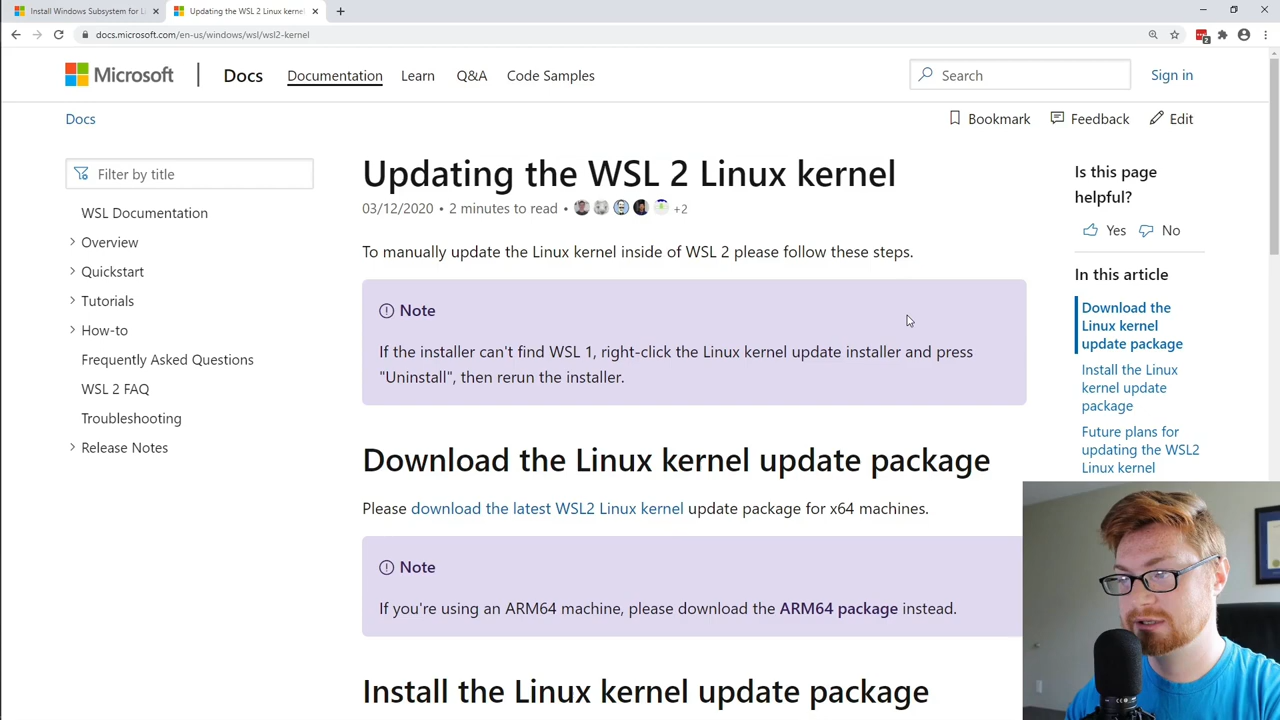 Install Windows Subsystem for Li
Updating the WSL 2 Linux kernel
docs.microsoft.com/en-us/windows/wsl/wsl2-kernel
2
Microsoft
Docs
Documentation
Learn
Q&A
Code Samples
Search
Sign in
Docs
Bookmark
Feedback
Edit
Filter by title
WSL Documentation
Overview
Quickstart
Tutorials
How-to
Frequently Asked Questions
WSL 2 FAQ
Troubleshooting
Release Notes
Updating the WSL 2 Linux kernel
03/12/2020 • 2 minutes to read • +2
To manually update the Linux kernel inside of WSL 2 please follow these steps.
Note
If the installer can't find WSL 1, right-click the Linux kernel update installer and press
"Uninstall", then rerun the installer.
Download the Linux kernel update package
Please download the latest WSL2 Linux kernel update package for x64 machines.
Note
If you're using an ARM64 machine, please download the ARM64 package instead.
Install the Linux kernel update package
Is this page
helpful?
Yes
No
In this article
Download the
Linux kernel
update package
Install the Linux
kernel update
package
Future plans for
updating the WSL2
Linux kernel